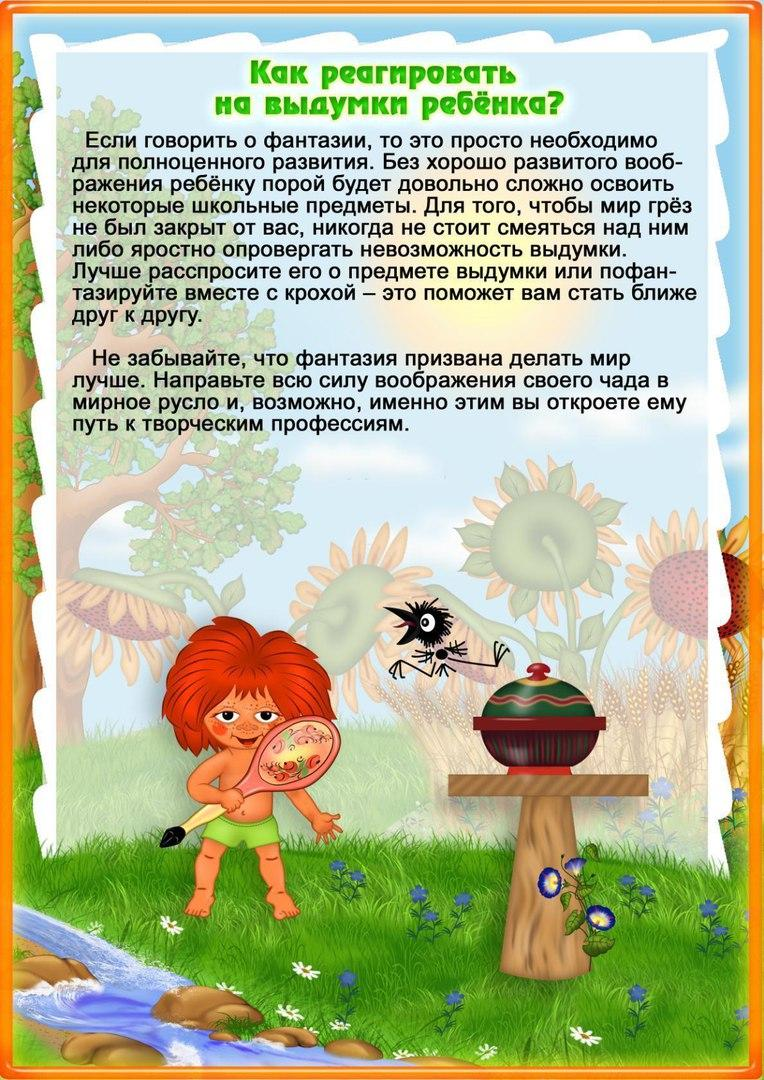 Как реагировать
на выдумки ребёнка?
Если говорить о фантазии, то это просто необходимо
для полноценного развития. Без хорошо развитого вооб-
ражения ребёнку порой будет довольно сложно освоить
некоторые школьные предметы. Для того, чтобы мир грёз
не был закрыт от вас, никогда не стоит смеяться над ним
либо яростно опровергать невозможность выдумки.
Лучше расспросите его о предмете выдумки или пофан-
тазируйте вместе с крохой – это поможет вам стать ближе
друг к другу.
Не забывайте, что фантазия призвана делать мир
лучше. Направьте всю силу воображения своего чада в
мирное русло и, возможно, именно этим вы откроете ему
путь к творческим профессиям.